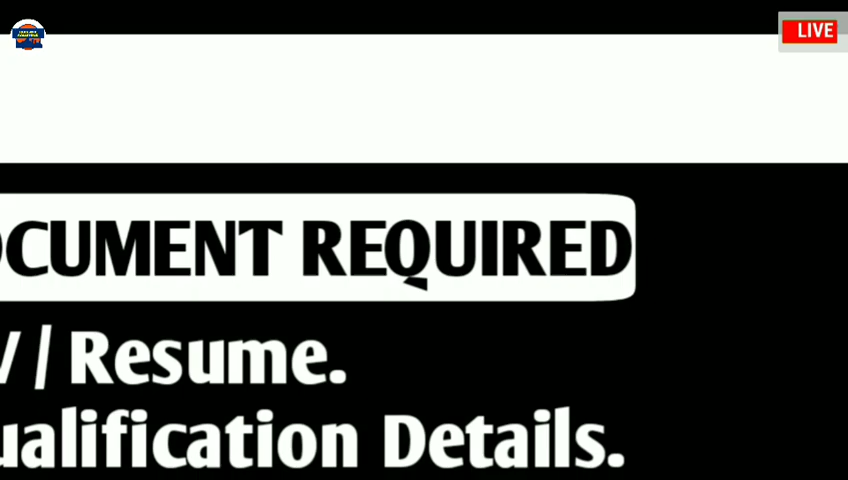 LIVE
OCUMENT REQUIRED
/ Resume.
ualification Details.